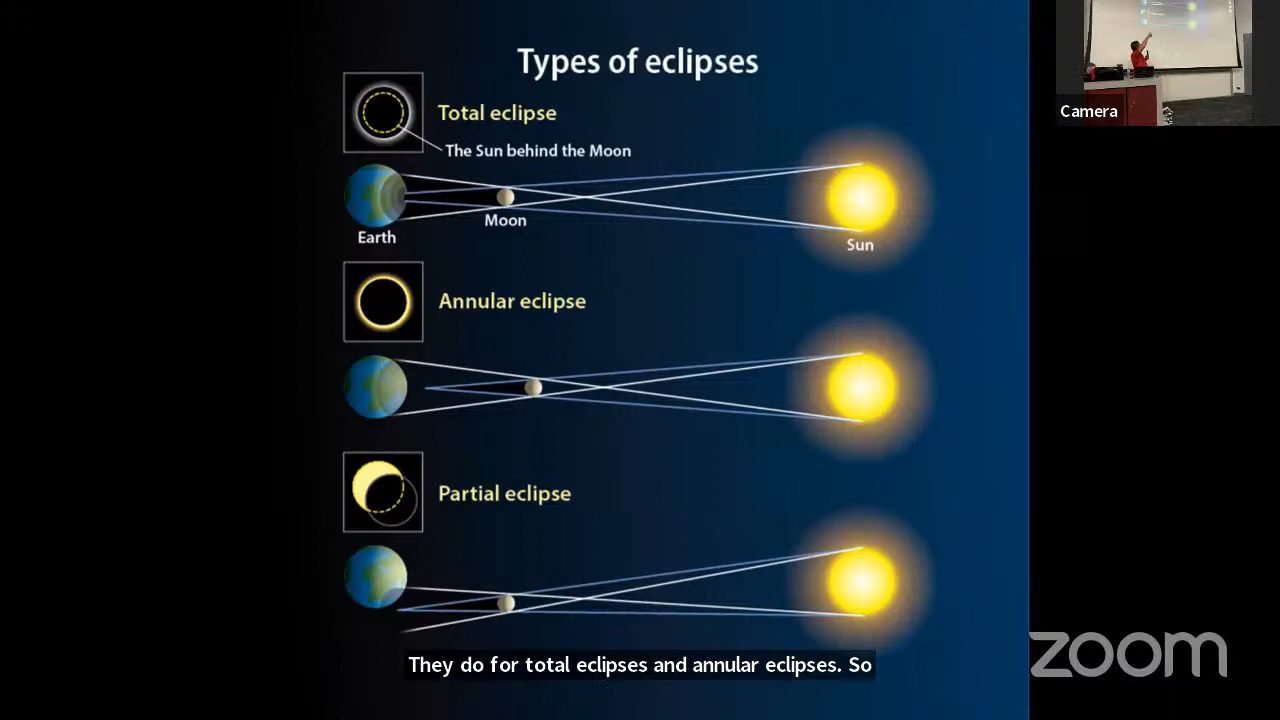 Types of eclipses
Camera
Total eclipse
The Sun behind the Moon
Moon
Earth
Sun
Annular eclipse
Partial eclipse
They do for total eclipses and annular eclipses. So
zoom